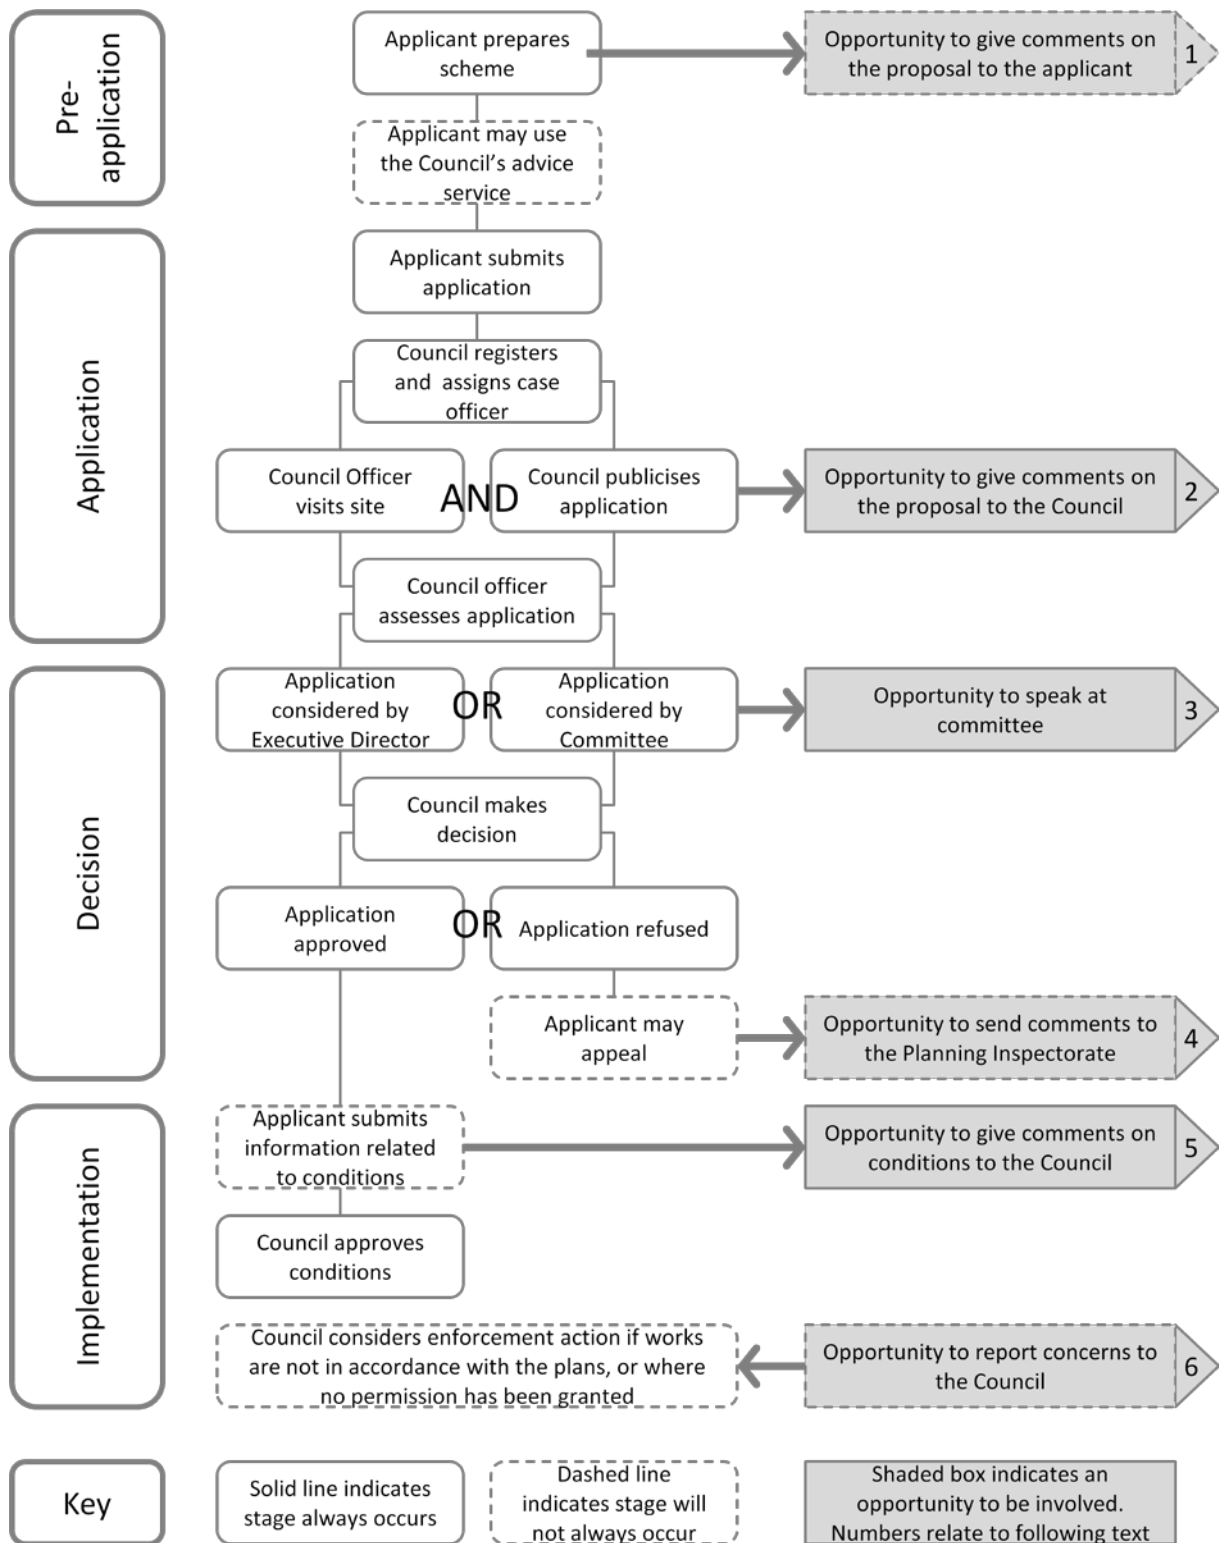 Pre-
application
Applicant prepares
scheme
Opportunity to give comments on
the proposal to the applicant
1
Applicant may use
the Council's advice
service
Application
Applicant submits
application
Council registers
and assigns case
officer
Council Officer
visits site
AND
Council publicises
application
Opportunity to give comments on
the proposal to the Council
2
Council officer
assesses application
Decision
Application
considered by
Executive Director
OR
Application
considered by
Committee
Opportunity to speak at
committee
3
Council makes
decision
Application
approved
OR
Application refused
Applicant may
appeal
Opportunity to send comments to
the Planning Inspectorate
4
Implementation
Applicant submits
information related
to conditions
Opportunity to give comments on
conditions to the Council
5
Council approves
conditions
Council considers enforcement action if works
are not in accordance with the plans, or where
no permission has been granted
Opportunity to report concerns to
the Council
6
Key
Solid line indicates
stage always occurs
Dashed line
indicates stage will
not always occur
Shaded box indicates an
opportunity to be involved.
Numbers relate to following text